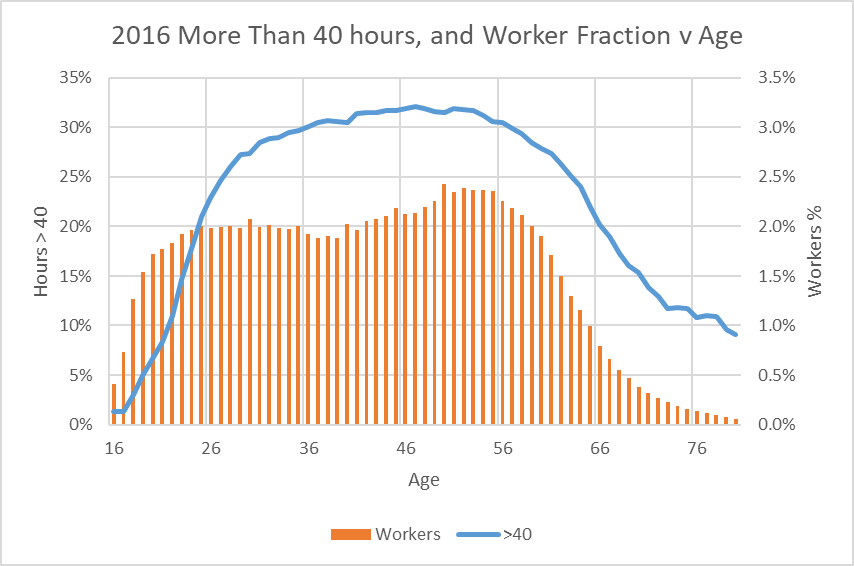 2016 More Than 40 hours, and Worker Fraction v Age
35%
30%
25%
20%
15%
10%
5%
0%
Hours > 40
3.5%
3.0%
2.5%
2.0%
1.5%
1.0%
0.5%
0.0%
Workers %
16 26 36 46 56 66 76
Age
Workers >40